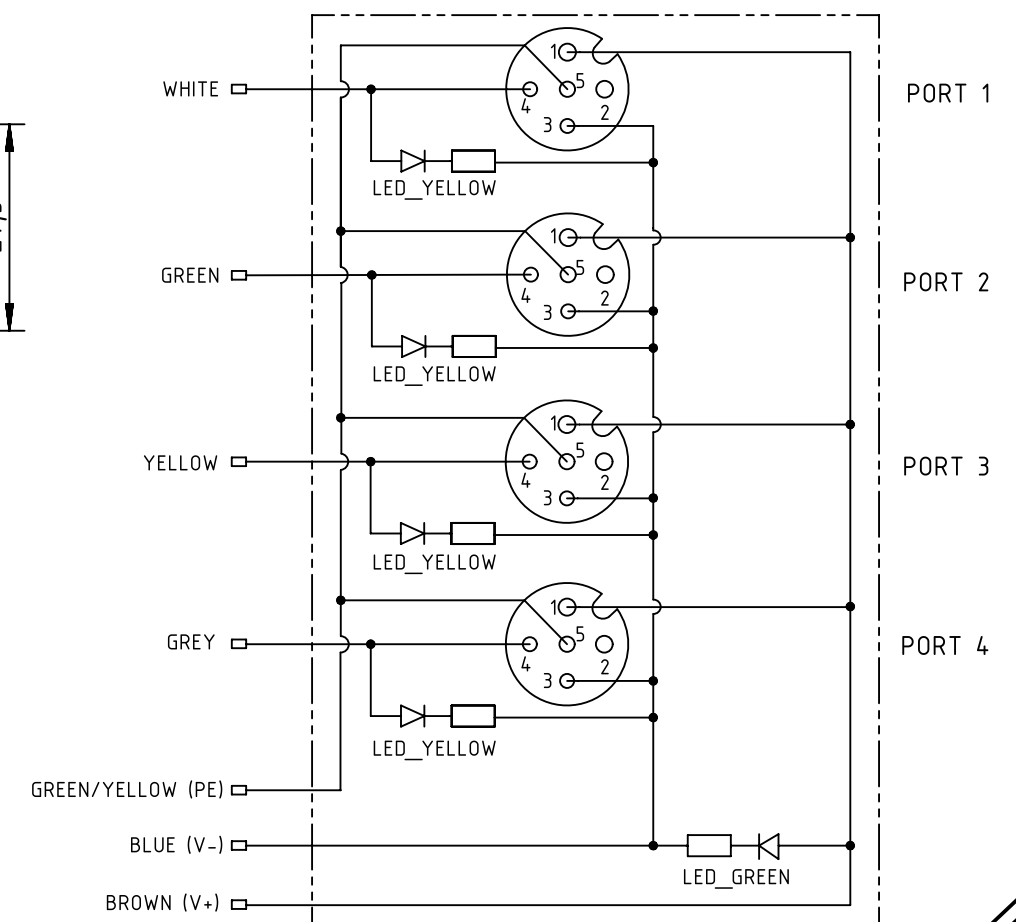 1
WHITE
5
PORT 1
4
2
3
LED_YELLOW
1
GREEN
5
PORT 2
4
2
3
LED_YELLOW
1
5
YELLOW
PORT 3
4
2
3
LED_YELLOW
1
5
GREY
PORT 4
4
2
3
LED_YELLOW
GREEN/YELLOW (PE)
BLUE (V-)
LED_GREEN
BROWN (V+)